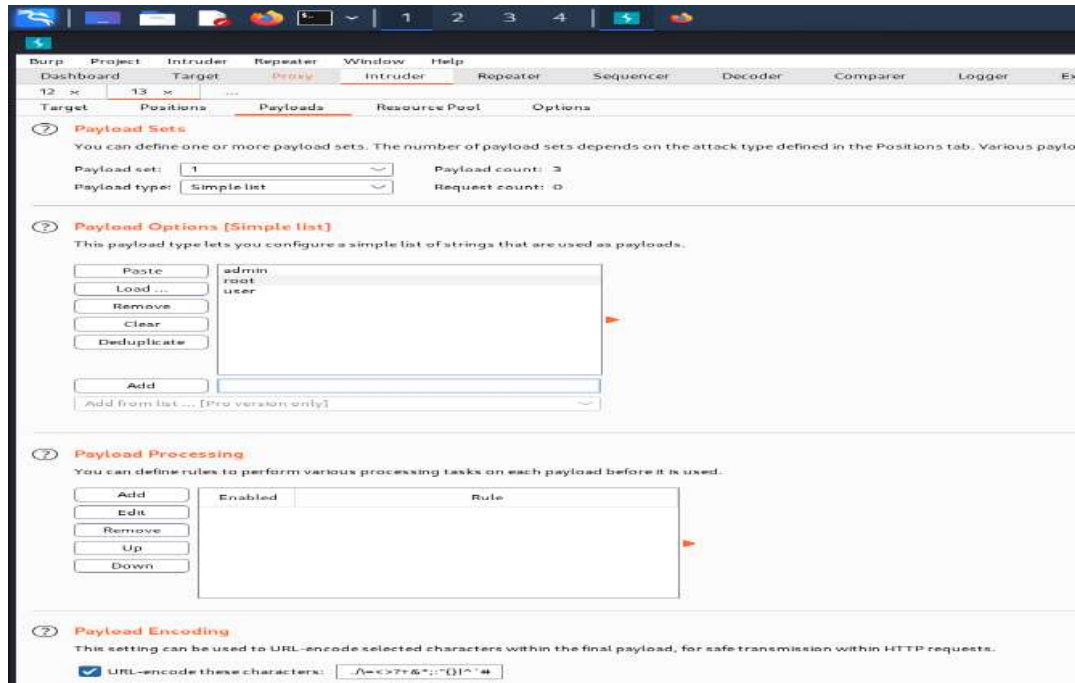 1 2 3 4
Burp Project Intruder Repeater Window Help
Dashboard Target Proxy Intruder Repeater Sequencer Decoder Comparer Logger Ex
12 × 13 × ...
Target Positions Payloads Resource Pool Options
Payload Sets
You can define one or more payload sets. The number of payload sets depends on the attack type defined in the Positions tab. Various paylo
Payload set: 1 Payload count: 3
Payload type: Simple list Request count: 0
Payload Options [Simple list]
This payload type lets you configure a simple list of strings that are used as payloads.
Paste admin
root
Load ... user
Remove
Clear
Deduplicate
Add
Add from list ... [Pro version only]
Payload Processing
You can define rules to perform various processing tasks on each payload before it is used.
Add Enabled Rule
Edit
Remove
Up
Down
Payload Encoding
This setting can be used to URL-encode selected characters within the final payload, for safe transmission within HTTP requests.
URL-encode these characters: